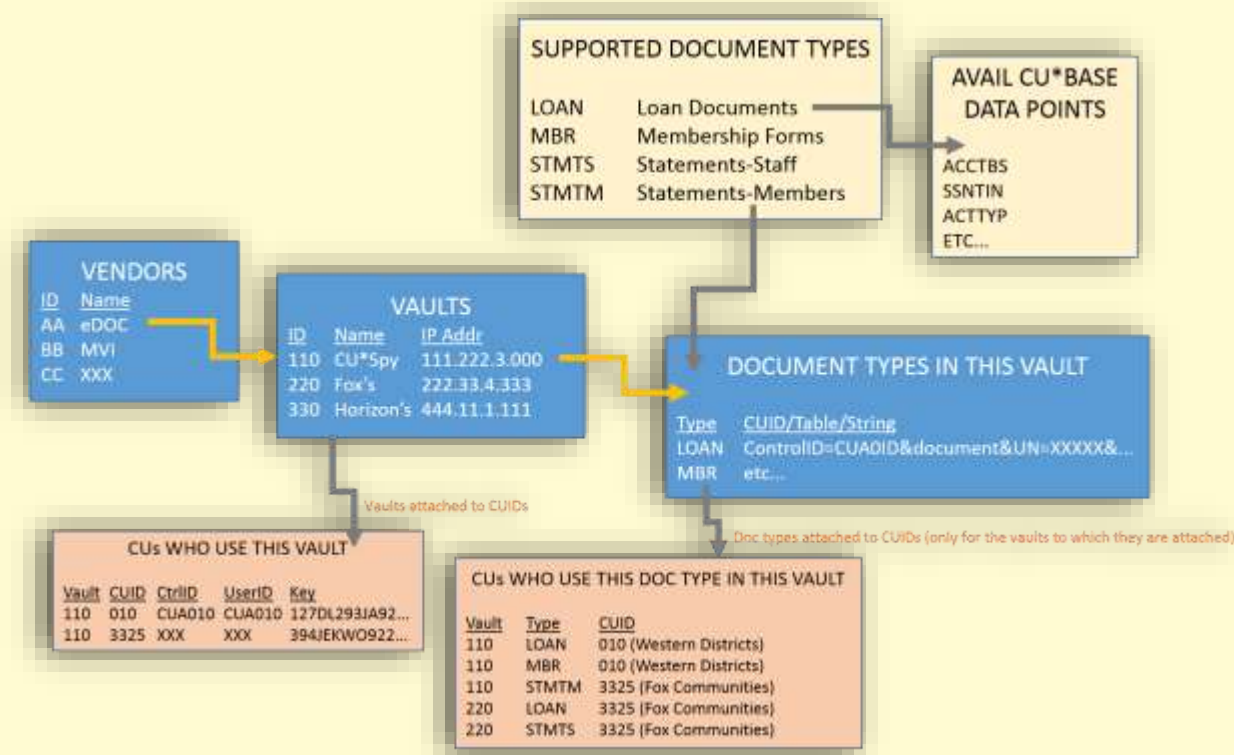 SUPPORTED DOCUMENT TYPES
LOAN Loan Documents
MBR Membership Forms
STMTS Statements-Staff
STMTM Statements-Members
AVAIL CU*BASE
DATA POINTS
ACCTBS
SSNTIN
ACTTYP
ETC...
VENDORS
ID Name
AA eDOC
BB MVI
CC XXX
VAULTS
ID Name IP Addr
110 CU*Spy 111.222.3.000
220 Fox's 222.33.4.333
330 Horizon's 444.11.1.111
DOCUMENT TYPES IN THIS VAULT
Type CUID/Table/String
LOAN ControlID=CUA0ID&document&UN=XXXXX&...
MBR etc...
Vaults attached to CUIDs
Doc types attached to CUIDs (only for the vaults to which they are attached)
CUs WHO USE THIS VAULT
Vault CUID CtrlID UserID Key
110 010 CUA010 CUA010 127DL293JA92...
110 3325 XXX XXX 394JEKWO922...
CUs WHO USE THIS DOC TYPE IN THIS VAULT
Vault Type CUID
110 LOAN 010 (Western Districts)
110 MBR 010 (Western Districts)
110 STMTM 3325 (Fox Communities)
220 LOAN 3325 (Fox Communities)
220 STMTS 3325 (Fox Communities)